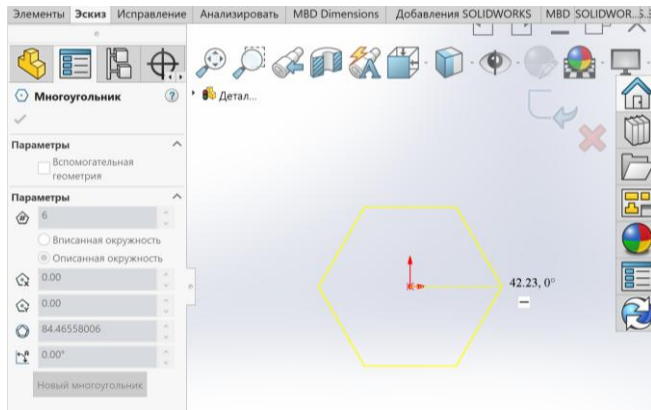 Элементы Эскиз Исправление Анализировать MBD Dimensions Добавления SOLIDWORKS MBD SOLIDWOR...S...
Многоугольник ?
Детал...
Параметры
Вспомогательная
геометрия
Параметры
6
Вписанная окружность
Описанная окружность
0.00
0.00
84.46558006
0.00°
Новый многоугольник
42.23, 0°